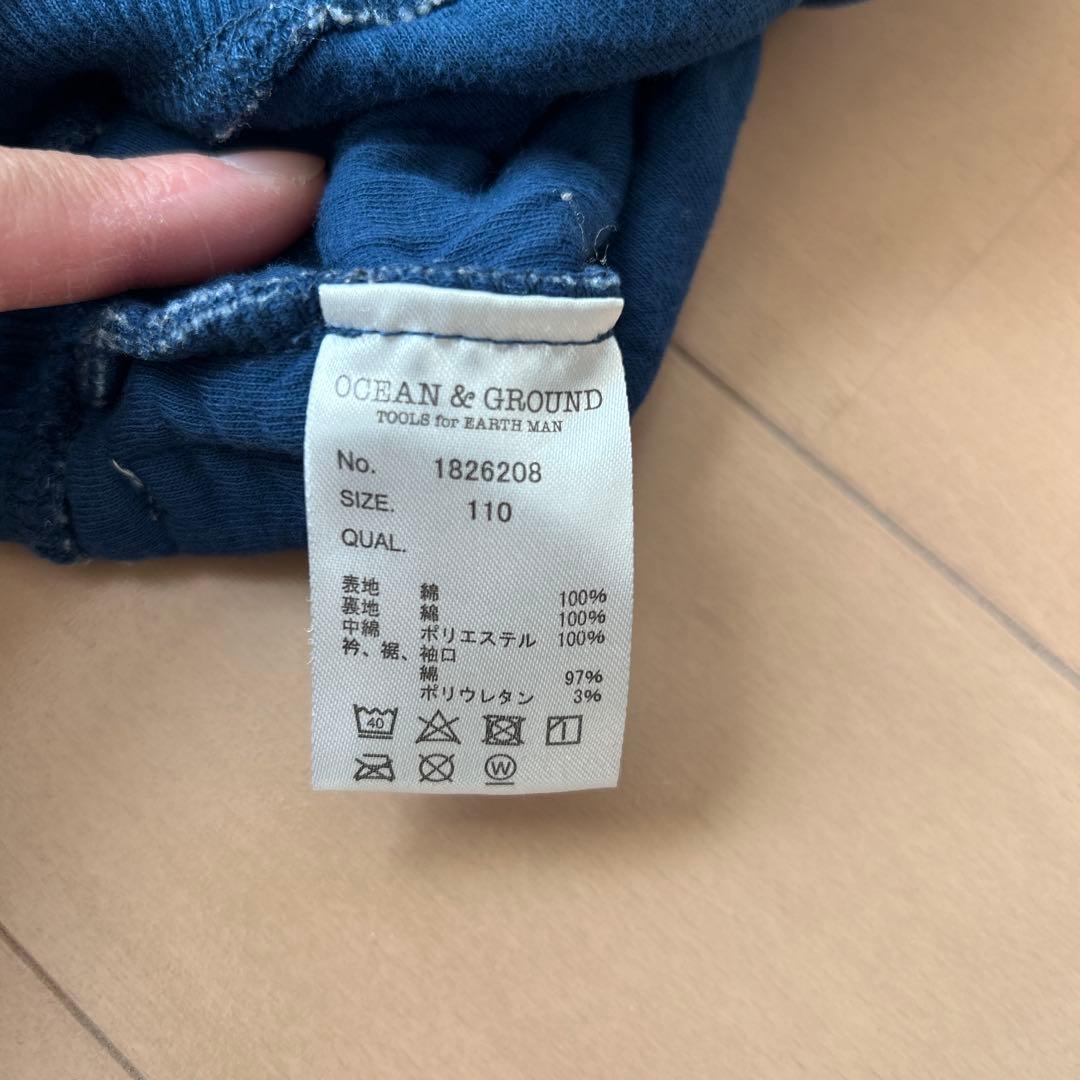 OCEAN & GROUND
TOOLS for EARTH MAN
No. 1826208
SIZE. 110
QUAL.
表地 綿 100%
裏地 綿 100%
中綿 ポリエステル 100%
衿、裾、袖口
綿 97%
ポリウレタン 3%
40
W